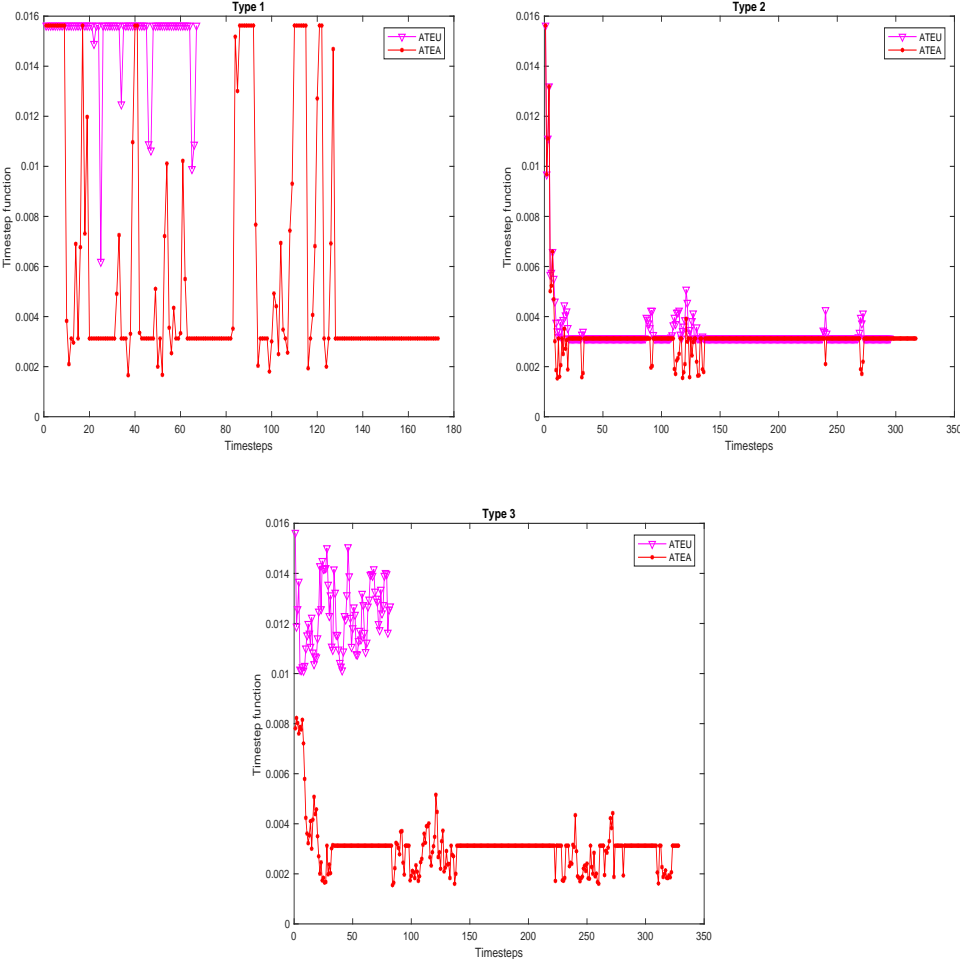 Type 1
0.016
0.014
0.012
0.01
0.008
0.006
0.004
0.002
0
Timestep function
0 20 40 60 80 100 120 140 160 180
Timesteps
ATEU
ATEA
Type 2
0.016
0.014
0.012
0.01
0.008
0.006
0.004
0.002
0
Timestep function
0 50 100 150 200 250 300 350
Timesteps
ATEU
ATEA
Type 3
0.016
0.014
0.012
0.01
0.008
0.006
0.004
0.002
0
Timestep function
0 50 100 150 200 250 300 350
Timesteps
ATEU
ATEA